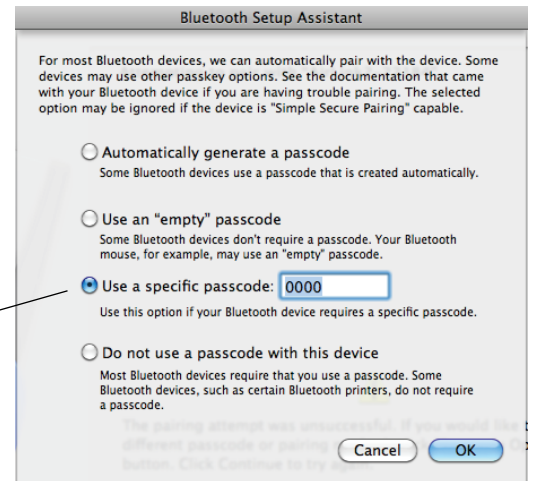 Bluetooth Setup Assistant
For most Bluetooth devices, we can automatically pair with the device. Some
devices may use other passkey options. See the documentation that came
with your Bluetooth device if you are having trouble pairing. The selected
option may be ignored if the device is "Simple Secure Pairing" capable.
Automatically generate a passcode
Some Bluetooth devices use a passcode that is created automatically.
Use an “empty” passcode
Some Bluetooth devices don't require a passcode. Your Bluetooth
mouse, for example, may use an "empty" passcode.
Use a specific passcode: 0000
Use this option if your Bluetooth device requires a specific passcode.
Do not use a passcode with this device
Most Bluetooth devices require that you use a passcode. Some
Bluetooth devices, such as certain Bluetooth printers, do not require
a passcode.
The pairing attempt was unsuccessful. If you would like
different passcode or pairing
button. Click Continue to try again.
Cancel OK